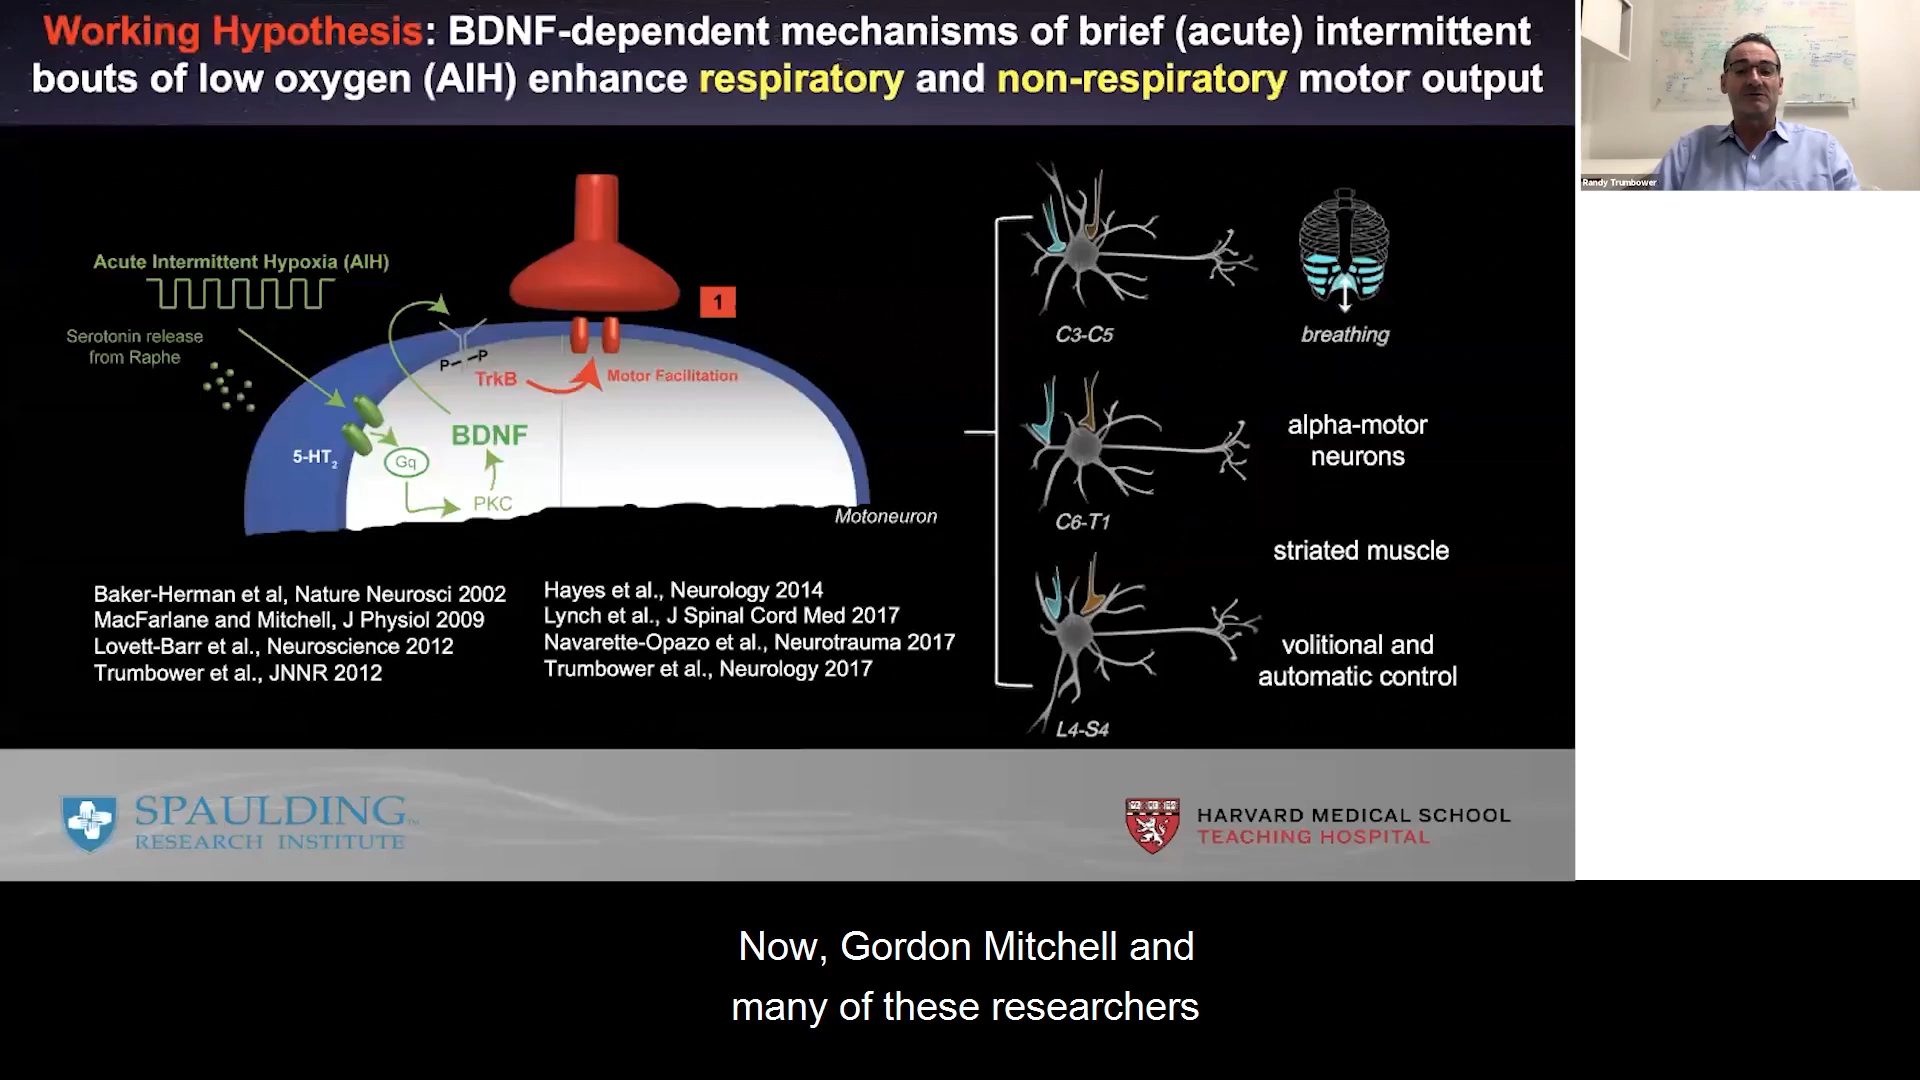 Working Hypothesis: BDNF-dependent mechanisms of brief (acute) intermittent
bouts of low oxygen (AIH) enhance respiratory and non-respiratory motor output
Randy Trumbower
Acute Intermittent Hypoxia (AIH)
Serotonin release
from Raphe
1
P
P
TrkB
Motor Facilitation
BDNF
5-HT2
Gq
PKC
Motoneuron
C3-C5
breathing
alpha-motor
neurons
C6-T1
striated muscle
volitional and
automatic control
L4-S4
Baker-Herman et al, Nature Neurosci 2002
MacFarlane and Mitchell, J Physiol 2009
Lovett-Barr et al., Neuroscience 2012
Trumbower et al., JNNR 2012
Hayes et al., Neurology 2014
Lynch et al., J Spinal Cord Med 2017
Navarette-Opazo et al., Neurotrauma 2017
Trumbower et al., Neurology 2017
SPAULDING™
RESEARCH INSTITUTE
HARVARD MEDICAL SCHOOL
TEACHING HOSPITAL
Now, Gordon Mitchell and
many of these researchers